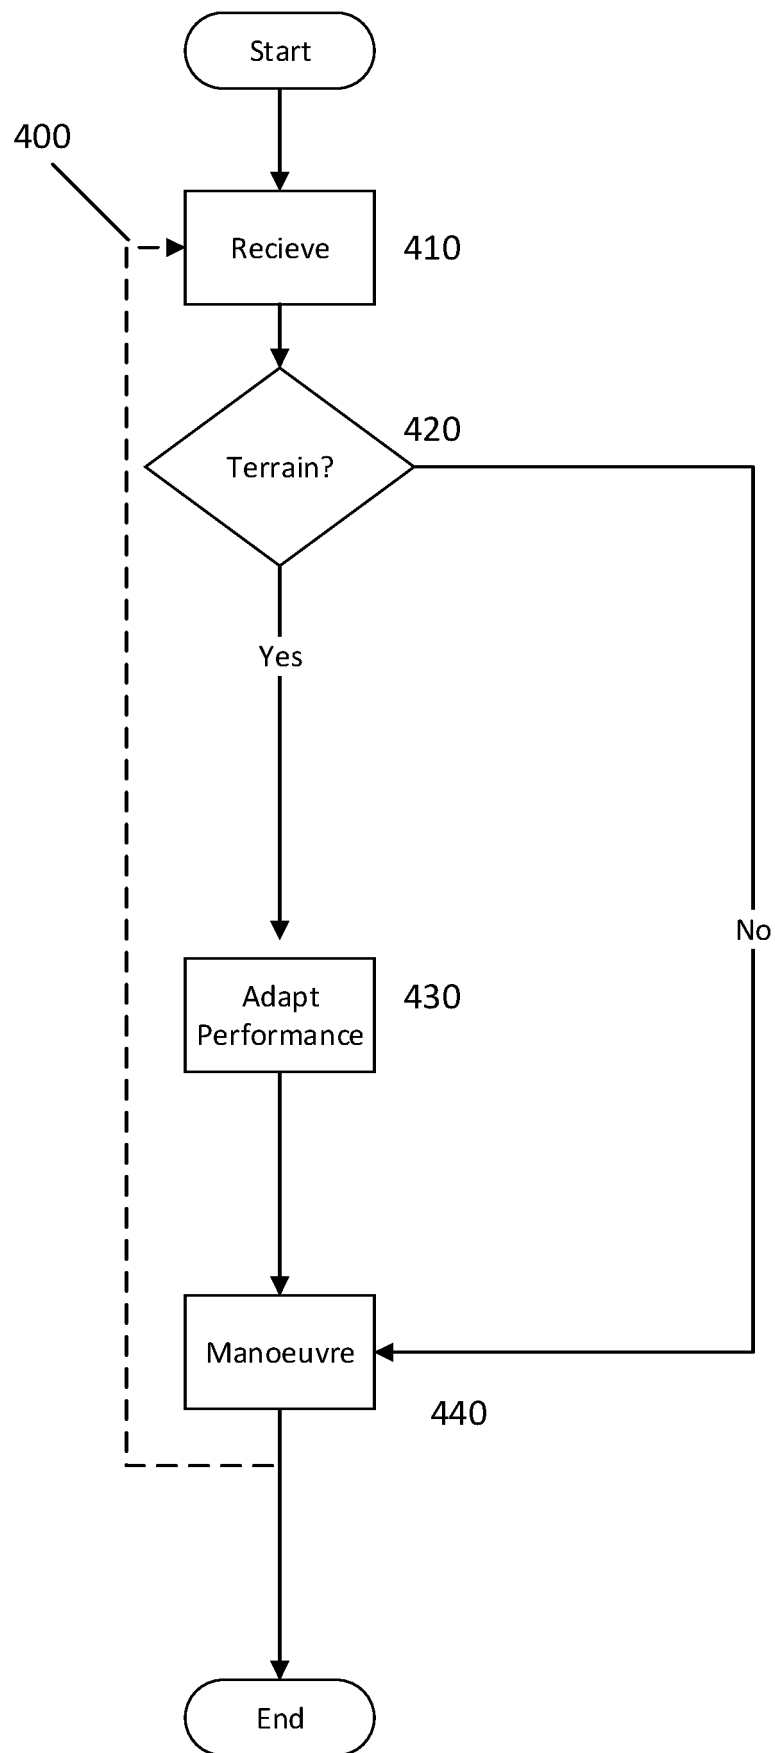 Start
400
Recieve
410
420
Terrain?
Yes
No
Adapt
Performance
430
Manoeuvre
440
End